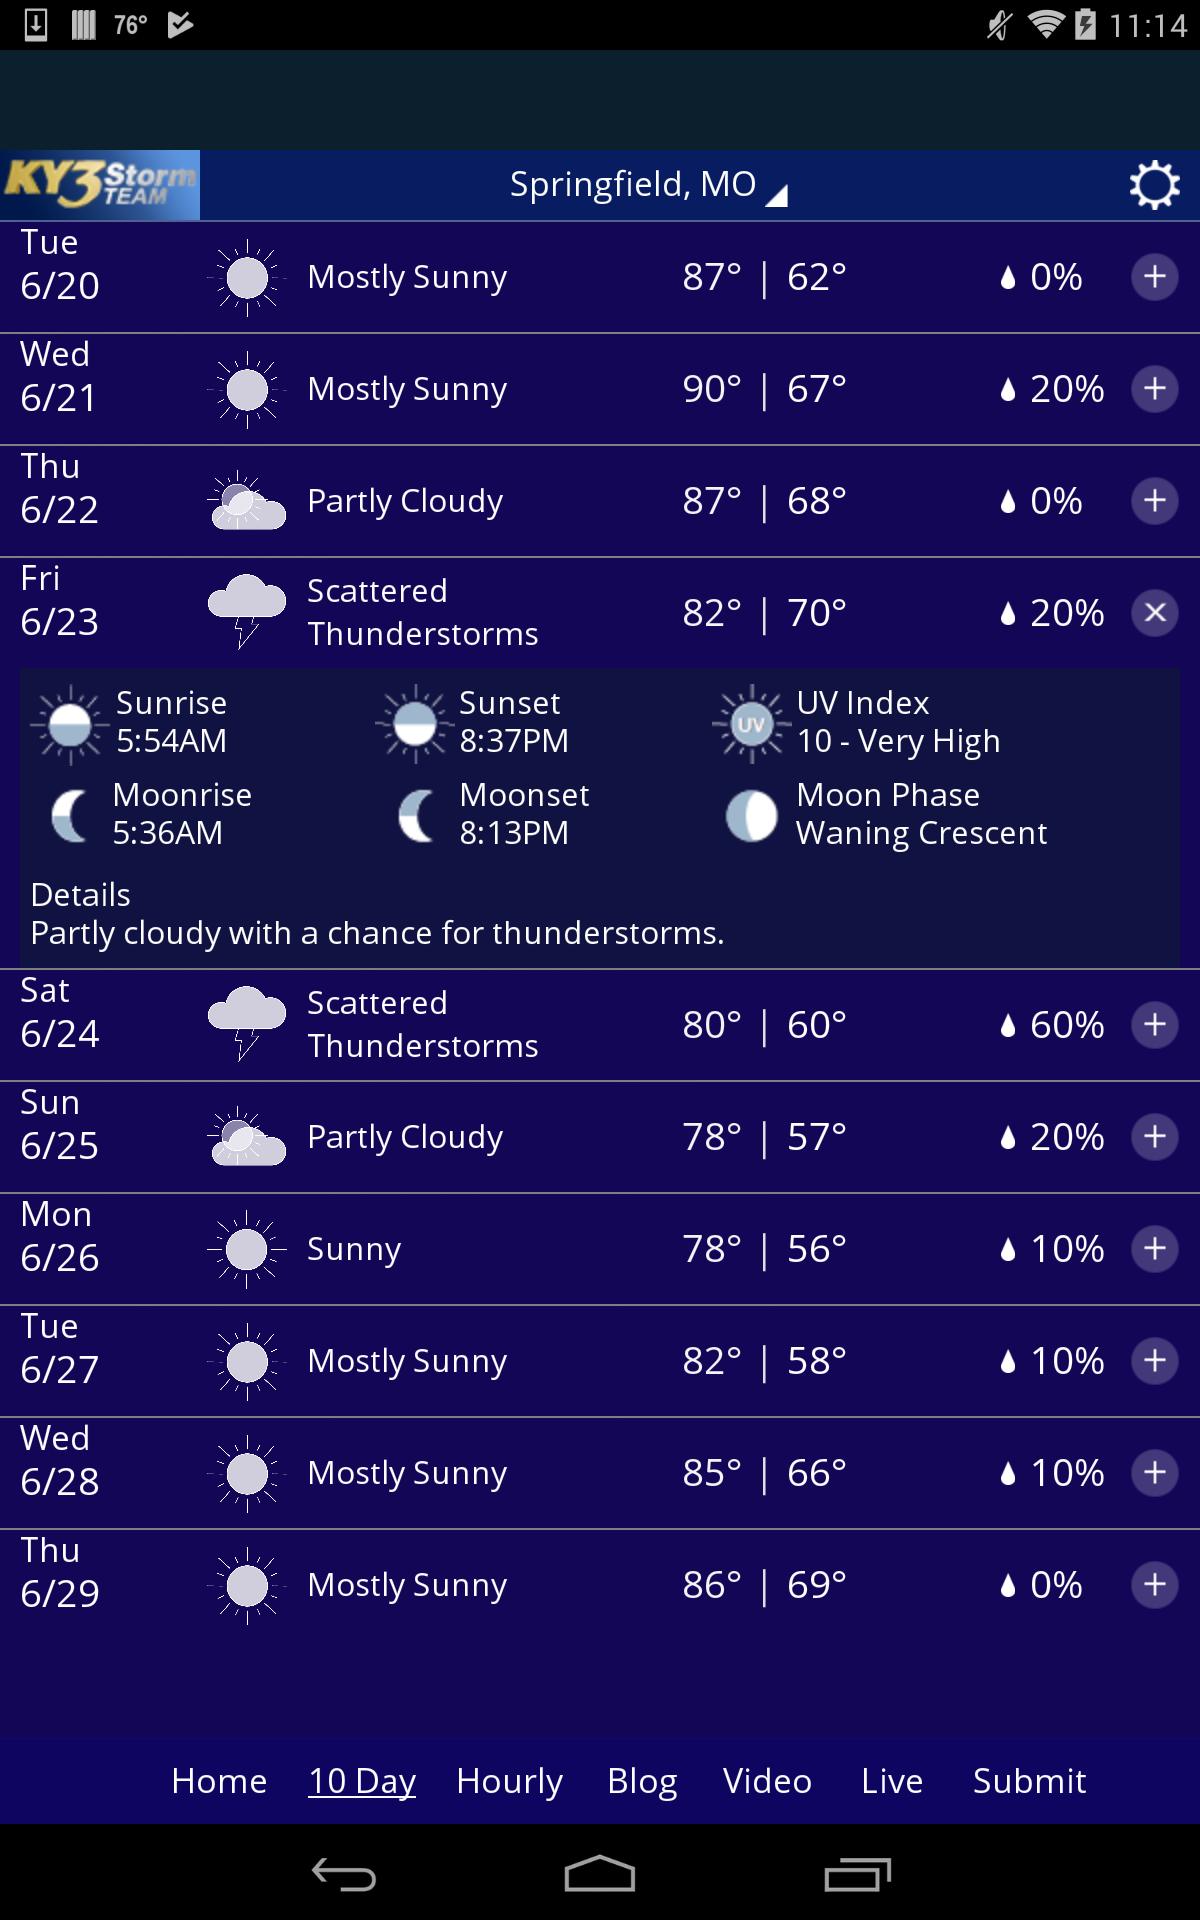 76° 11:14
KY3 Storm TEAM
Springfield, MO
Tue
6/20
Mostly Sunny 87° | 62° 0% +
Wed
6/21
Mostly Sunny 90° | 67° 20% +
Thu
6/22
Partly Cloudy 87° | 68° 0% +
Fri
6/23
Scattered
Thunderstorms
82° | 70° 20% ×
Sunrise
5:54AM
Sunset
8:37PM
UV
UV Index
10 - Very High
Moonrise
5:36AM
Moonset
8:13PM
Moon Phase
Waning Crescent
Details
Partly cloudy with a chance for thunderstorms.
Sat
6/24
Scattered
Thunderstorms
80° | 60° 60% +
Sun
6/25
Partly Cloudy 78° | 57° 20% +
Mon
6/26
Sunny 78° | 56° 10% +
Tue
6/27
Mostly Sunny 82° | 58° 10% +
Wed
6/28
Mostly Sunny 85° | 66° 10% +
Thu
6/29
Mostly Sunny 86° | 69° 0% +
Home 10 Day Hourly Blog Video Live Submit